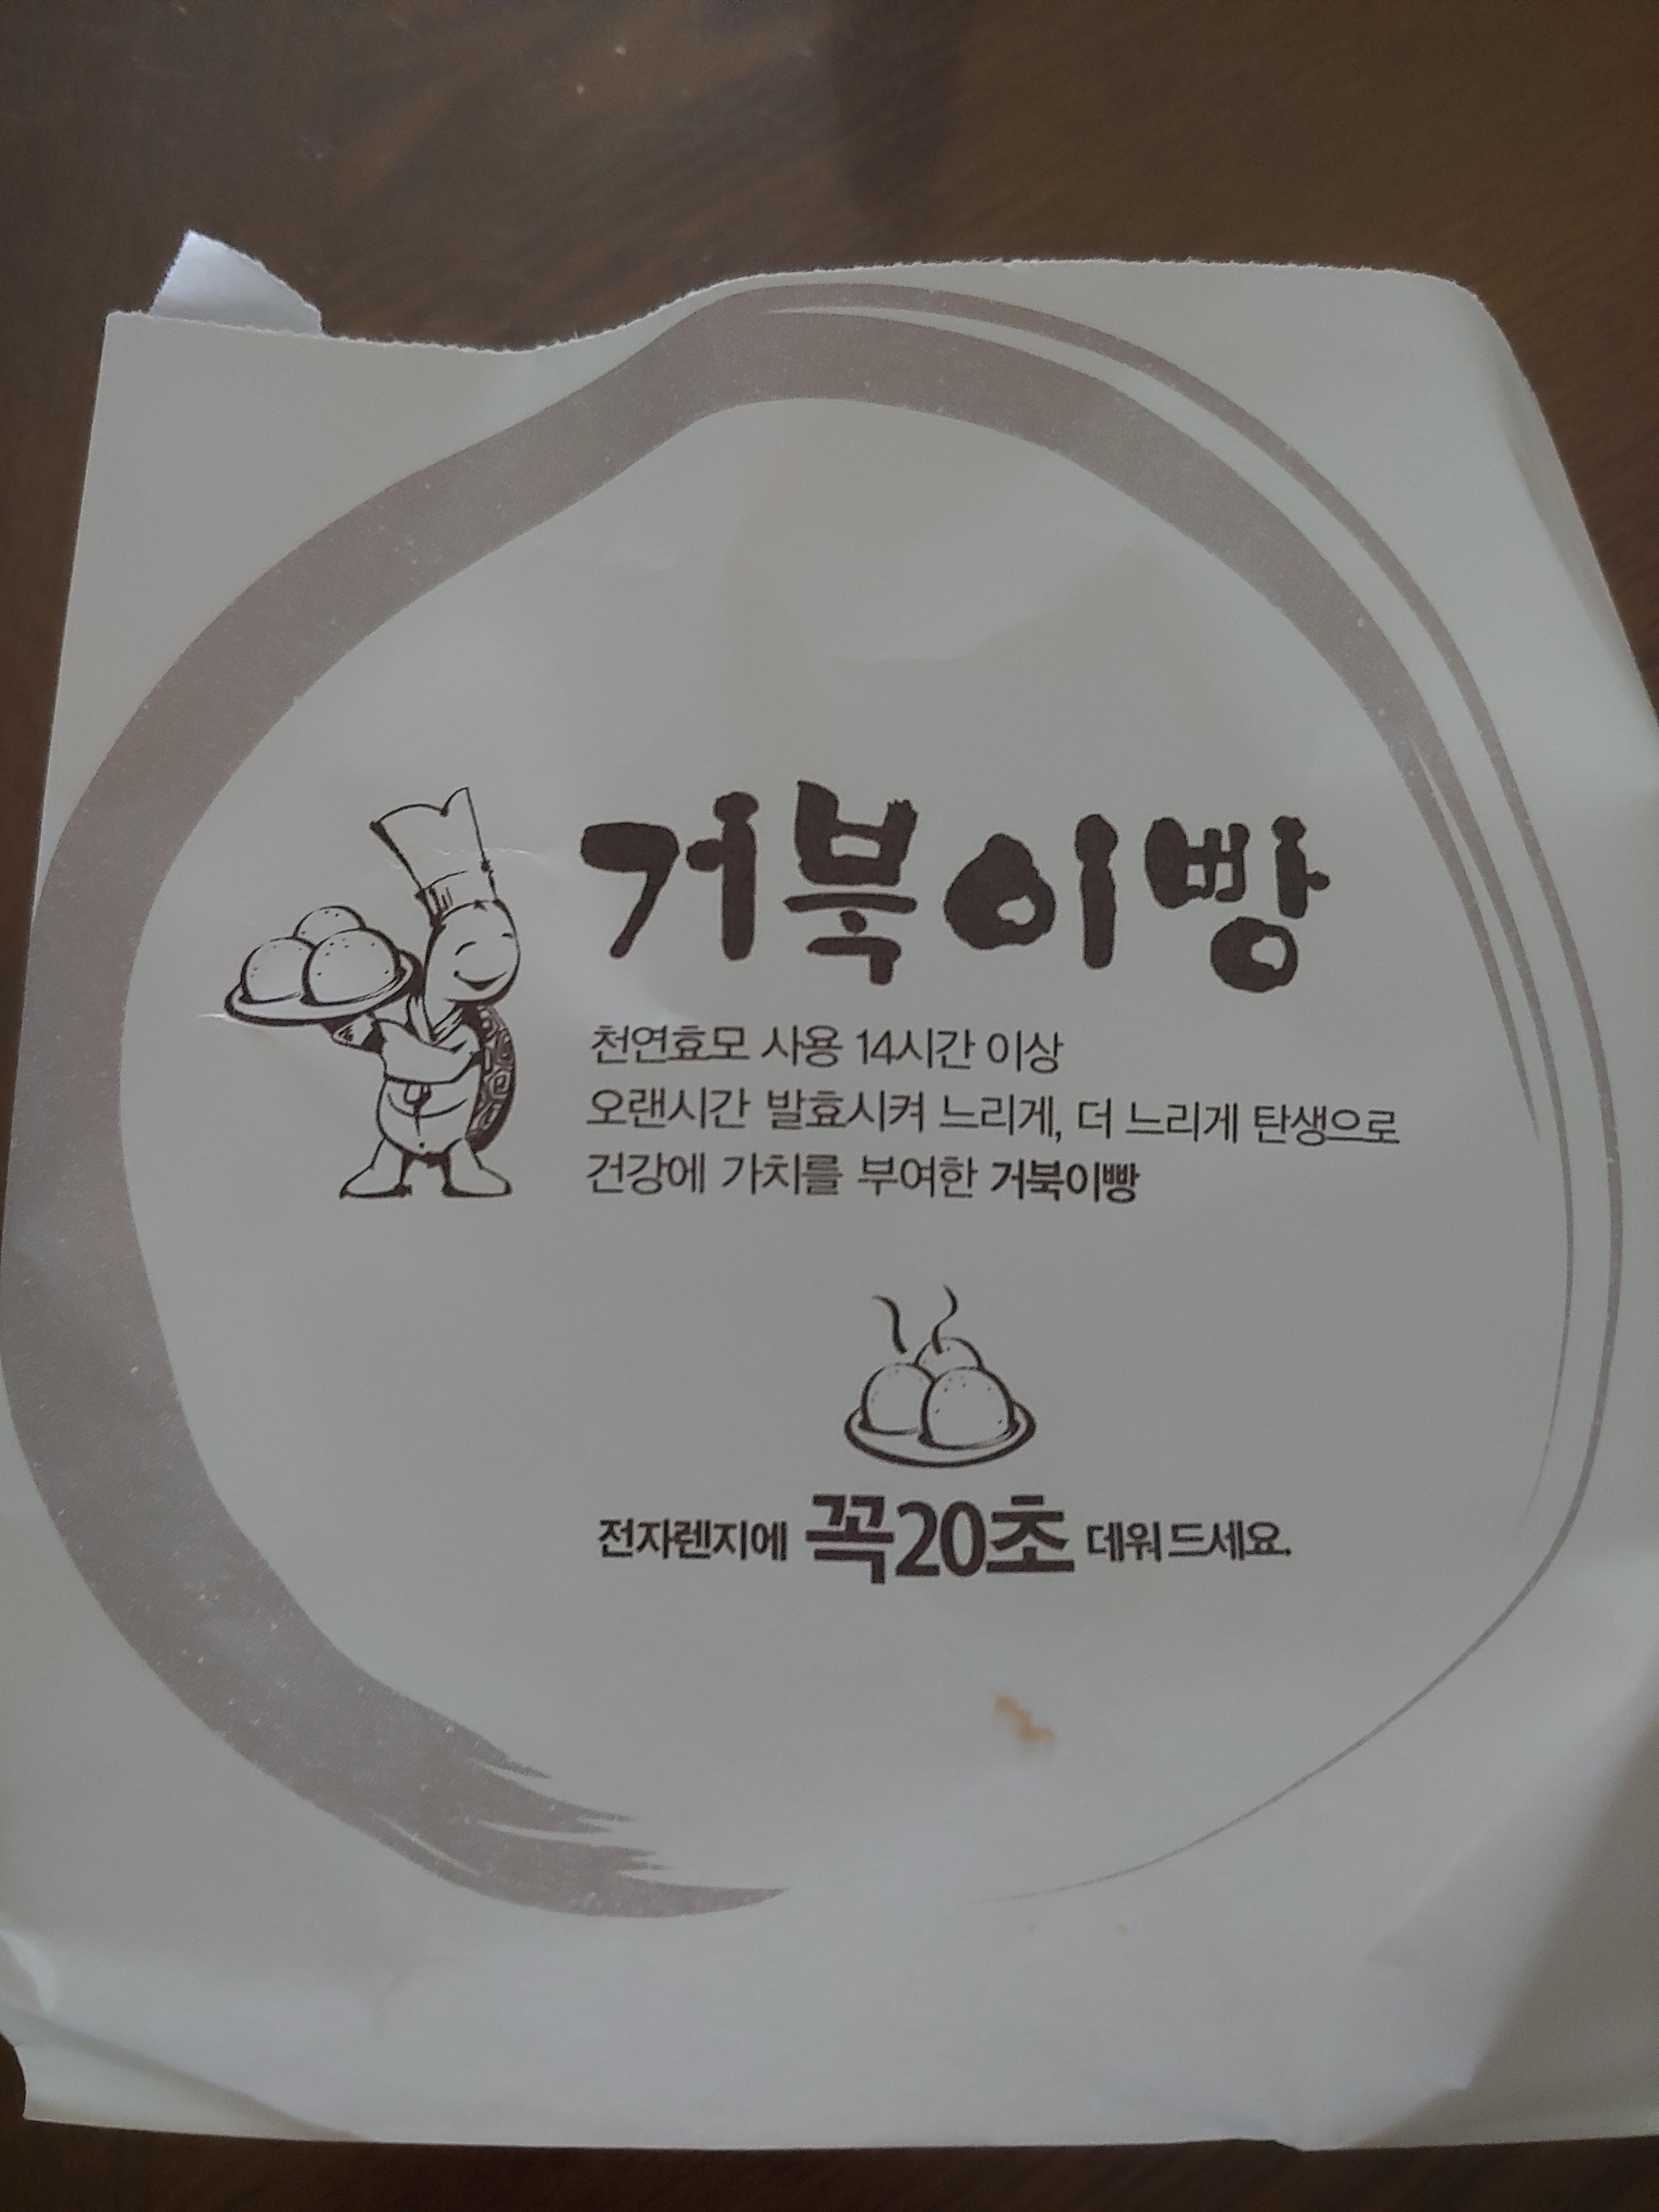 거북이빵
천연효모 사용 14시간 이상
오랜시간 발효시켜 느리게, 더 느리게 탄생으로
건강에 가치를 부여한 거북이빵
전자렌지에 꼭20초 데워드세요.